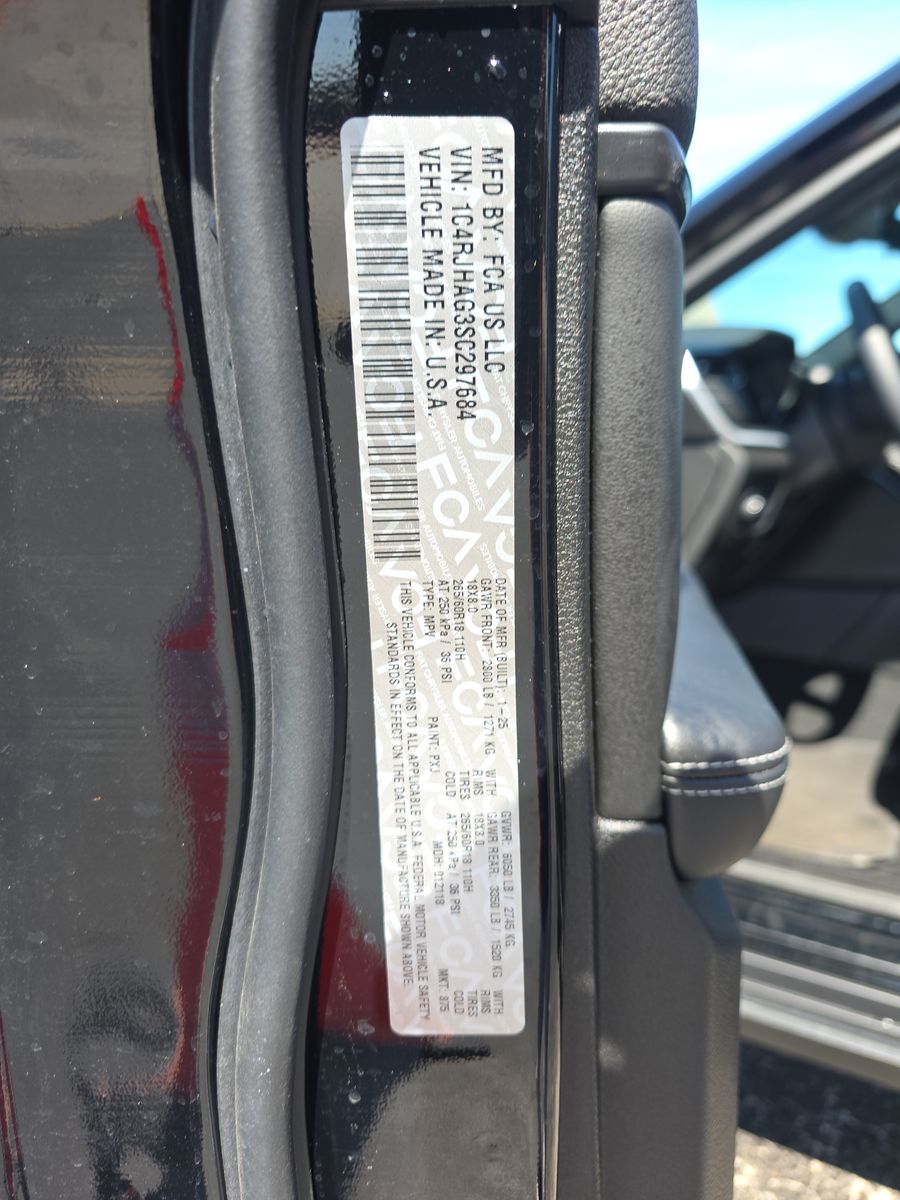 MFD BY: FCA US LLC
VIN: 1C4RJHAG3SC297684
VEHICLE MADE IN: U.S.A.
DATE OF MFR (BUILT): 1-25 GVWR: 6050 LB / 2745 KG
GAWR FRONT: 2800 LB / 1271 KG WITH GAWR REAR: 3350 LB / 1520 KG WITH
18X8.0 RIMS 18X8.0 RIMS
265/60R18 110H TIRES 265/60R18 110H TIRES
AT 250 kPa / 36 PSI COLD AT 250 kPa / 36 PSI COLD
TYPE: MPV PAINT: PXJ MDH: 012118 MKT: 875
THIS VEHICLE CONFORMS TO ALL APPLICABLE U.S.A. FEDERAL MOTOR VEHICLE SAFETY
STANDARDS IN EFFECT ON THE DATE OF MANUFACTURE SHOWN ABOVE.